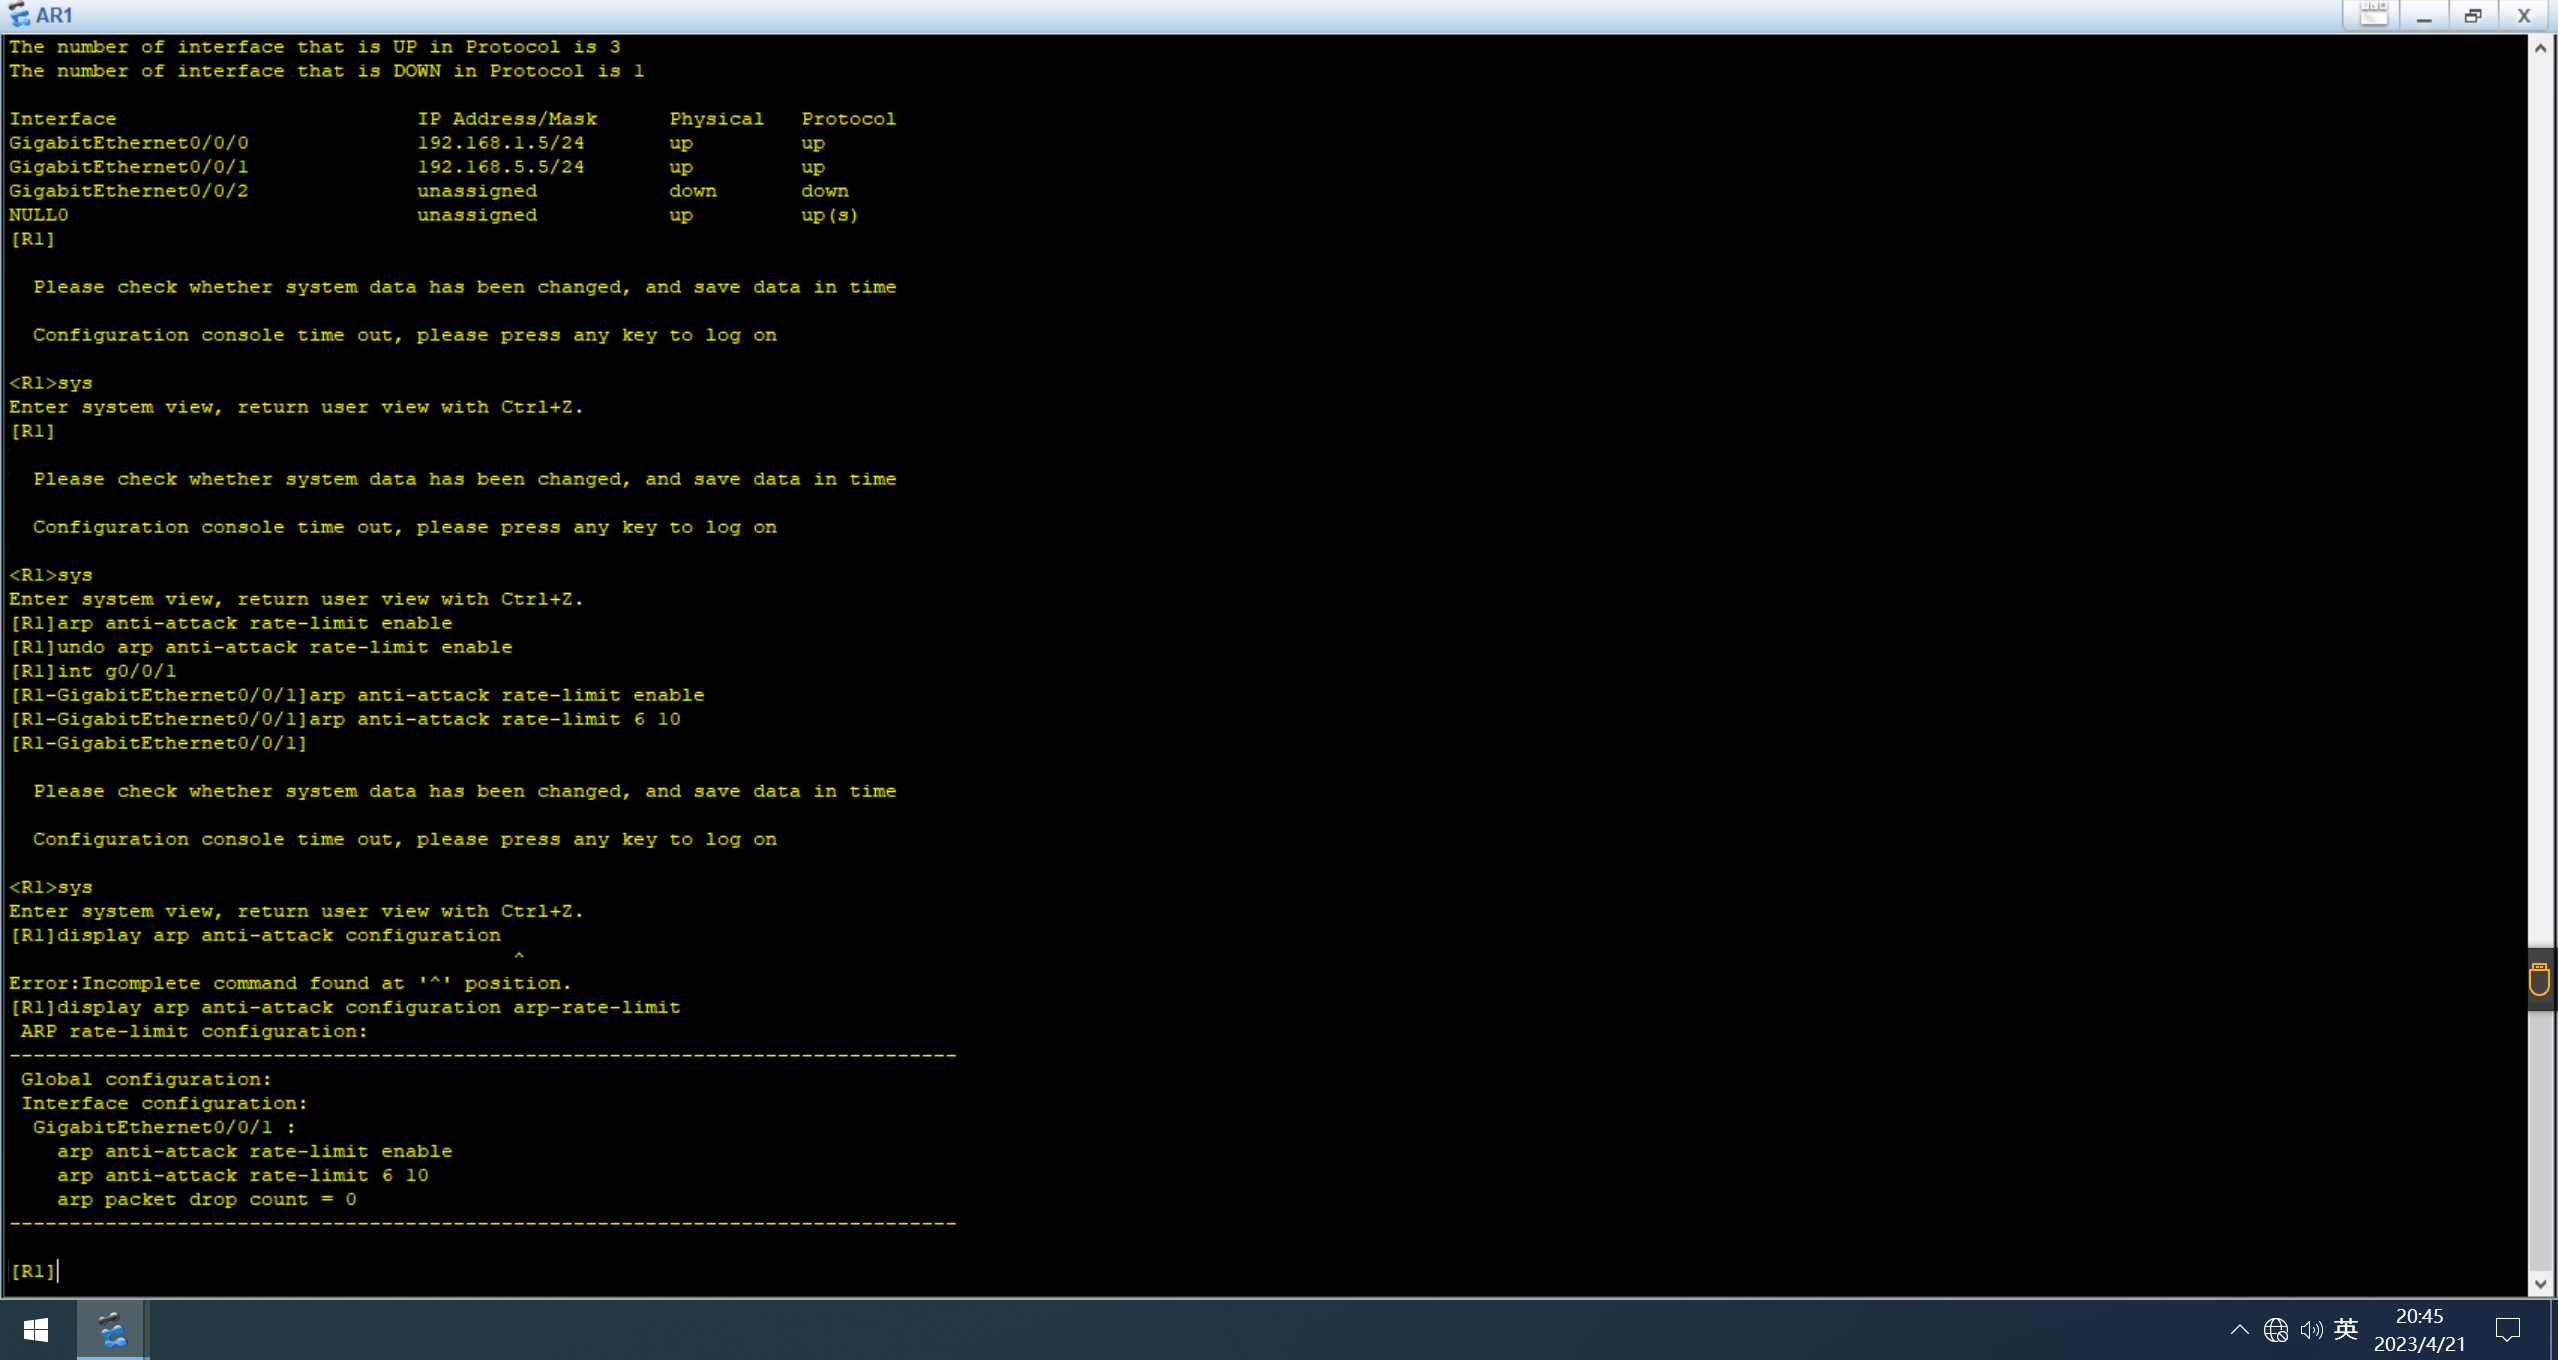 AR1
The number of interface that is UP in Protocol is 3
The number of interface that is DOWN in Protocol is 1
Interface IP Address/Mask Physical Protocol
GigabitEthernet0/0/0 192.168.1.5/24 up up
GigabitEthernet0/0/1 192.168.5.5/24 up up
GigabitEthernet0/0/2 unassigned down down
NULL0 unassigned up up(s)
[R1]
Please check whether system data has been changed, and save data in time
Configuration console time out, please press any key to log on
<R1>sys
Enter system view, return user view with Ctrl+Z.
[R1]
Please check whether system data has been changed, and save data in time
Configuration console time out, please press any key to log on
<R1>sys
Enter system view, return user view with Ctrl+Z.
[R1]arp anti-attack rate-limit enable
[R1]undo arp anti-attack rate-limit enable
[R1]int g0/0/1
[R1-GigabitEthernet0/0/1]arp anti-attack rate-limit enable
[R1-GigabitEthernet0/0/1]arp anti-attack rate-limit 6 10
[R1-GigabitEthernet0/0/1]
Please check whether system data has been changed, and save data in time
Configuration console time out, please press any key to log on
<R1>sys
Enter system view, return user view with Ctrl+Z.
[R1]display arp anti-attack configuration
^
Error:Incomplete command found at '^' position.
[R1]display arp anti-attack configuration arp-rate-limit
ARP rate-limit configuration:
-------------------------------------------------------------------------------
Global configuration:
Interface configuration:
GigabitEthernet0/0/1 :
arp anti-attack rate-limit enable
arp anti-attack rate-limit 6 10
arp packet drop count = 0
-------------------------------------------------------------------------------
[R1]
英
20:45
2023/4/21